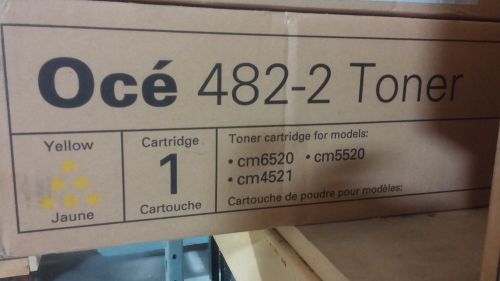 Océ 482-2 Toner
Yellow
Jaune
Cartridge
1
Cartouche
Toner cartridge for models:
• cm6520 • cm5520
• cm4521
Cartouche de poudre pour modèles: